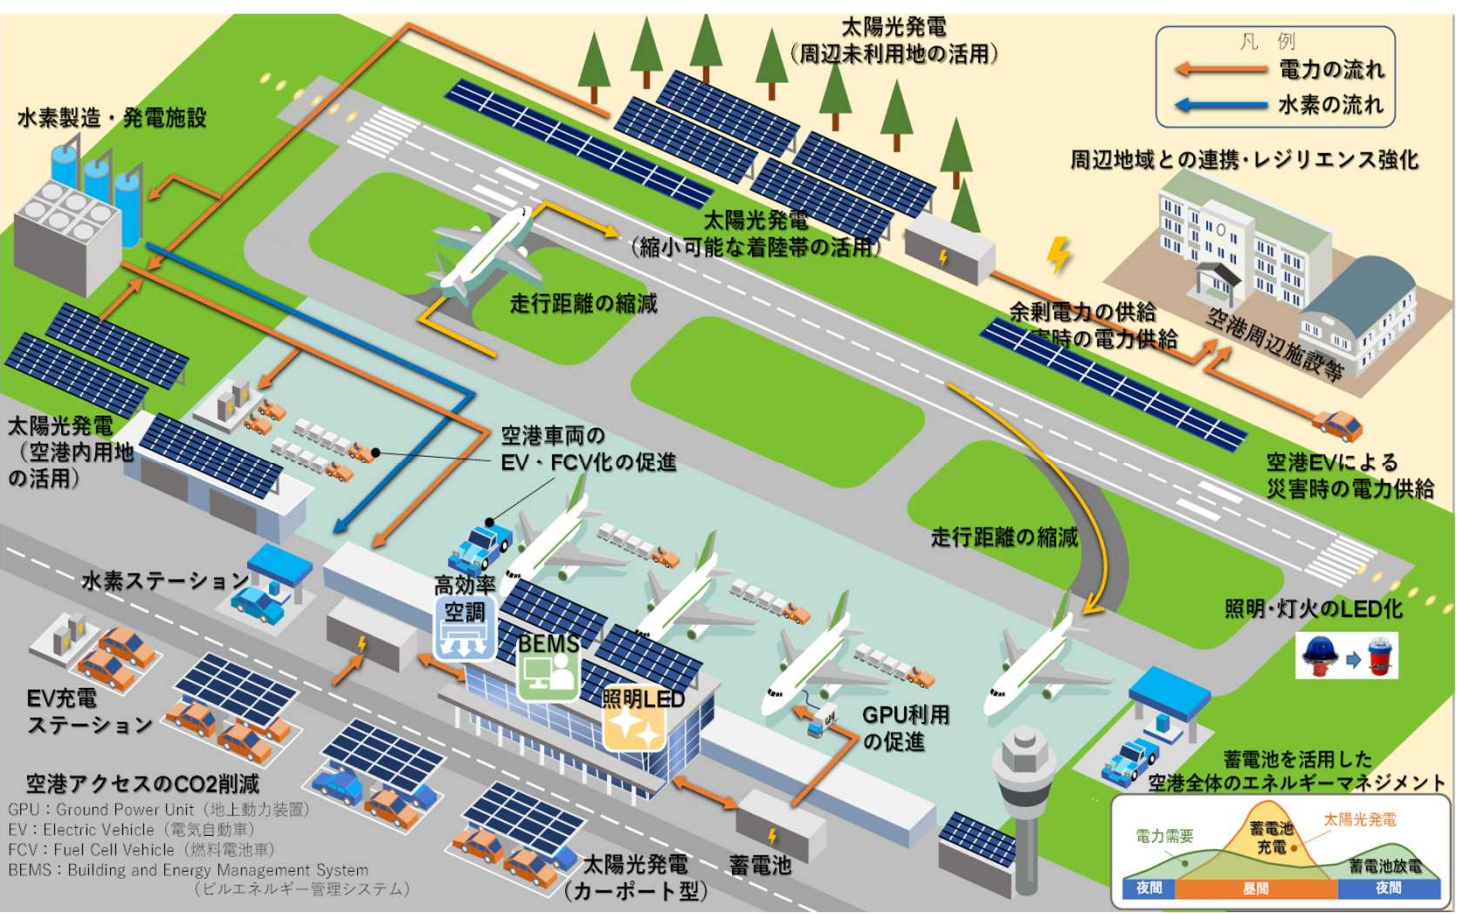 太陽光発電
（周辺未利用地の活用）
凡 例
電力の流れ
水素の流れ
水素製造・発電施設
周辺地域との連携・レジリエンス強化
太陽光発電
（縮小可能な着陸帯の活用）
走行距離の縮減
余剰電力の供給
害時の電力供給
空港周辺施設等
太陽光発電
（空港内用地
の活用）
空港車両の
EV・FCV化の促進
空港EVによる
災害時の電力供給
走行距離の縮減
水素ステーション
高効率
空調
BEMS
照明LED
照明・灯火のLED化
EV充電
ステーション
GPU利用
の促進
蓄電池を活用した
空港全体のエネルギーマネジメント
空港アクセスのCO2削減
GPU：Ground Power Unit（地上動力装置）
EV：Electric Vehicle（電気自動車）
FCV：Fuel Cell Vehicle（燃料電池車）
BEMS：Building and Energy Management System
（ビルエネルギー管理システム）
太陽光発電
（カーポート型）
蓄電池
電力需要
蓄電池
充電
太陽光発電
蓄電池放電
夜間
昼間
夜間